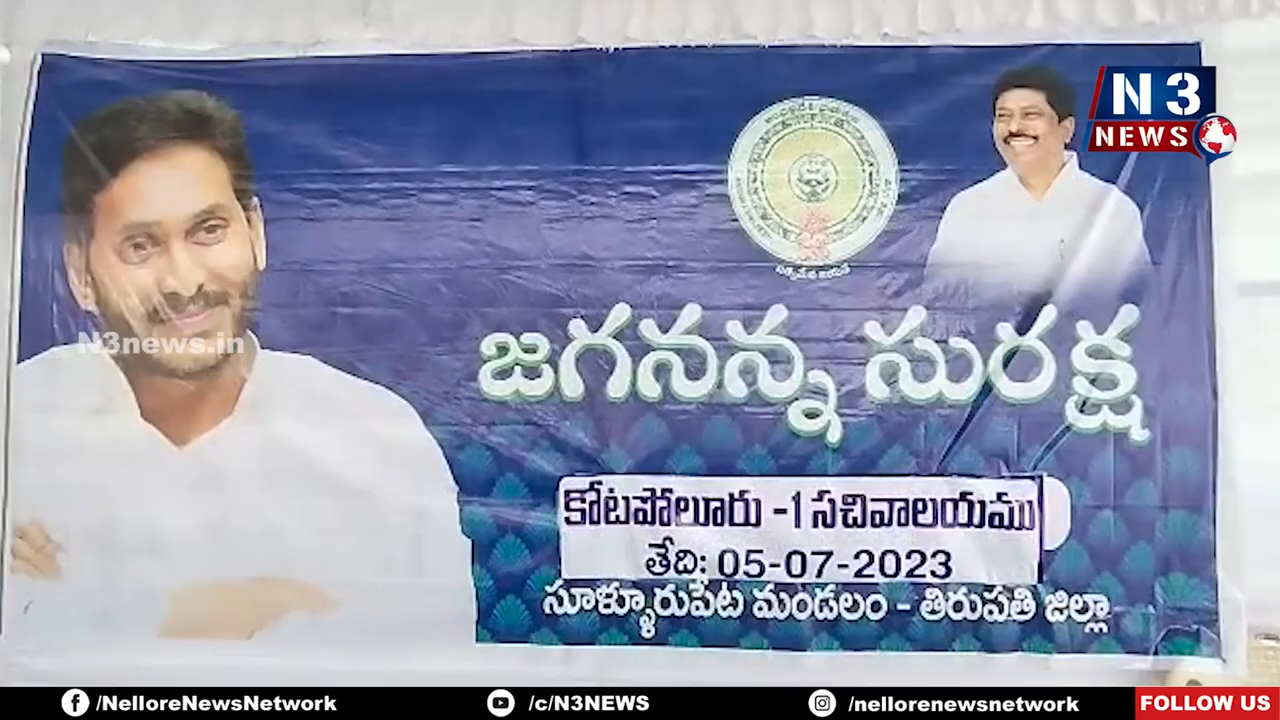 N3
NEWS
N3news.in
జగనన్న సురక్ష
కోటపోలూరు -1 సచివాలయము
తేది: 05-07-2023
సూళ్ళూరుపేట మండలం - తిరుపతి జిల్లా
/NelloreNewsNetwork
/c/N3NEWS
/nellorenewsnetwork
FOLLOW US